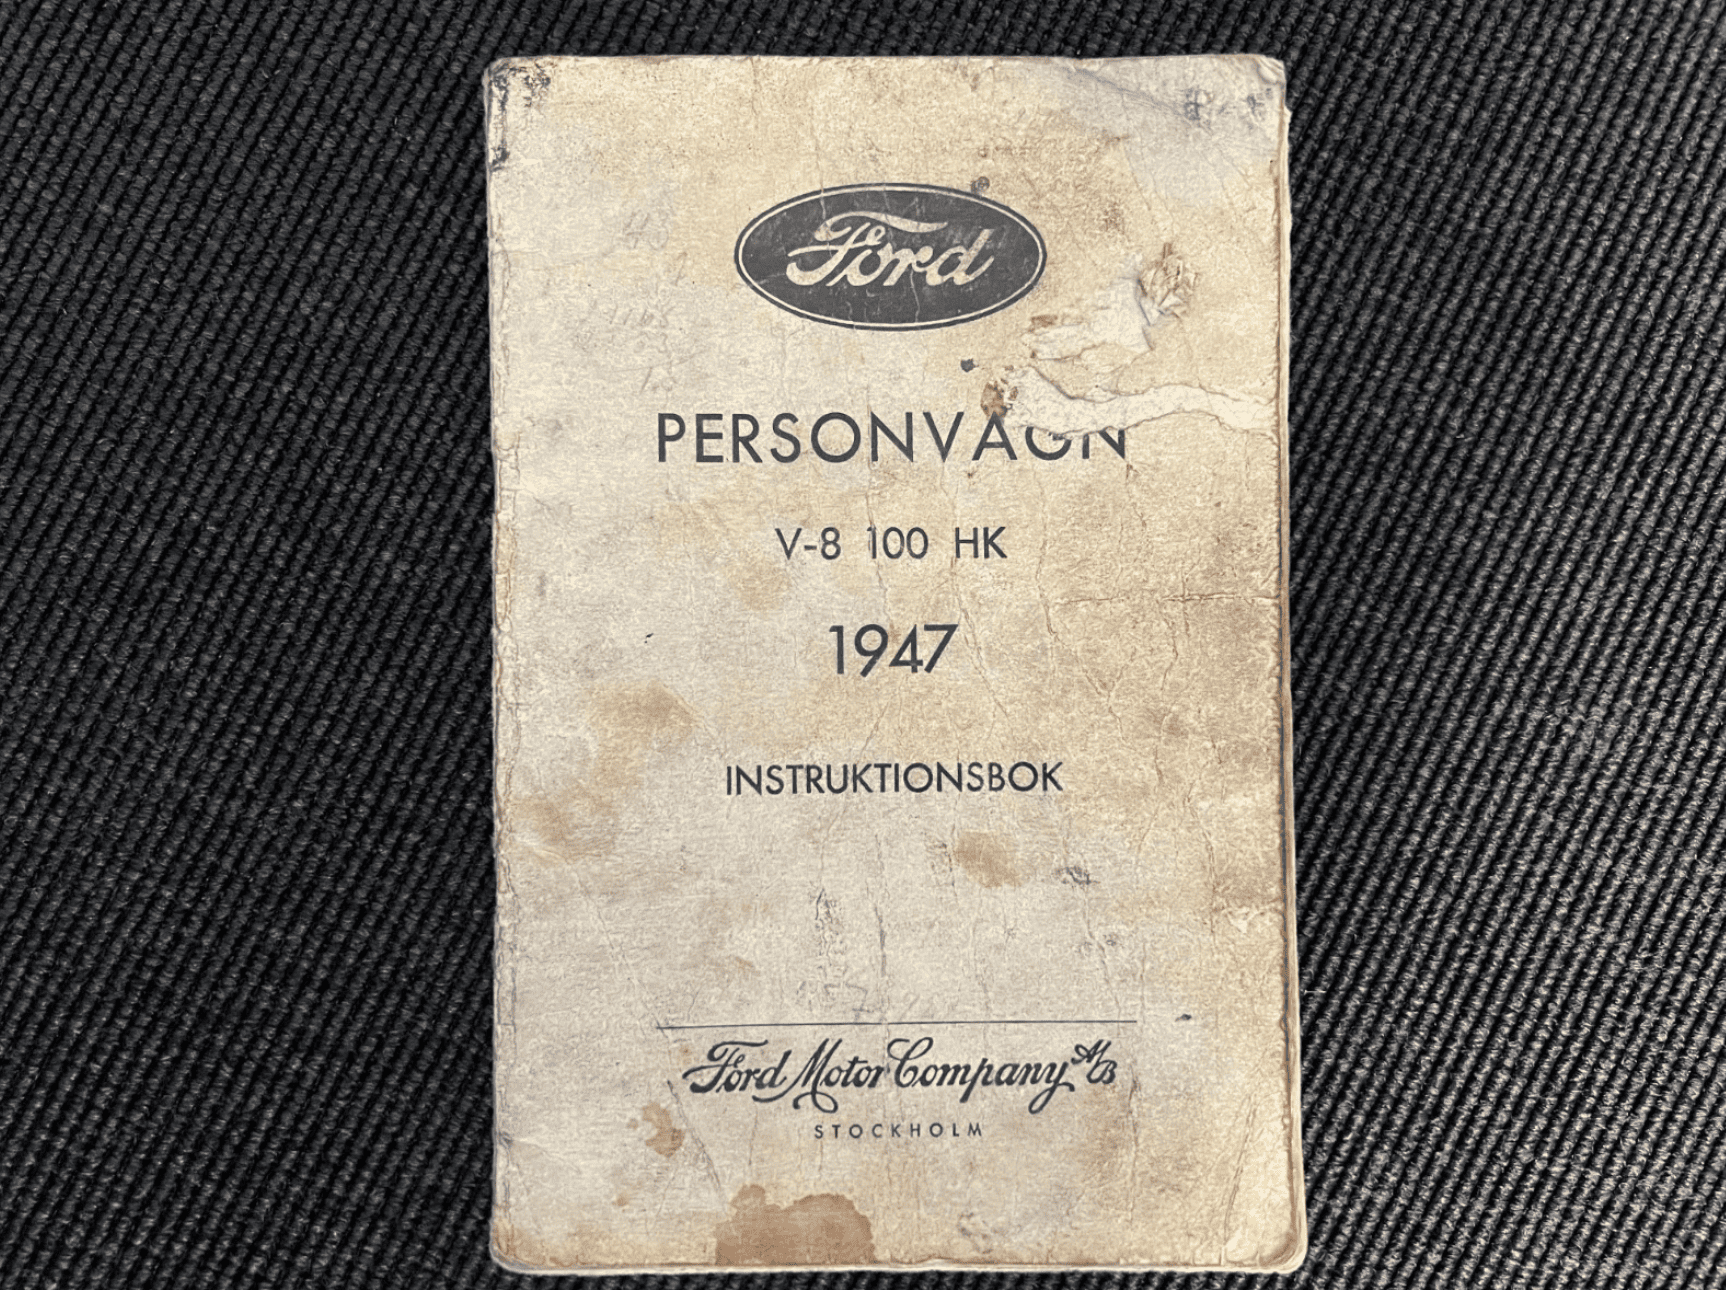 Ford
PERSONVAGN
V-8 100 HK
1947
INSTRUKTIONSBOK
Ford Motor Company A/B
STOCKHOLM